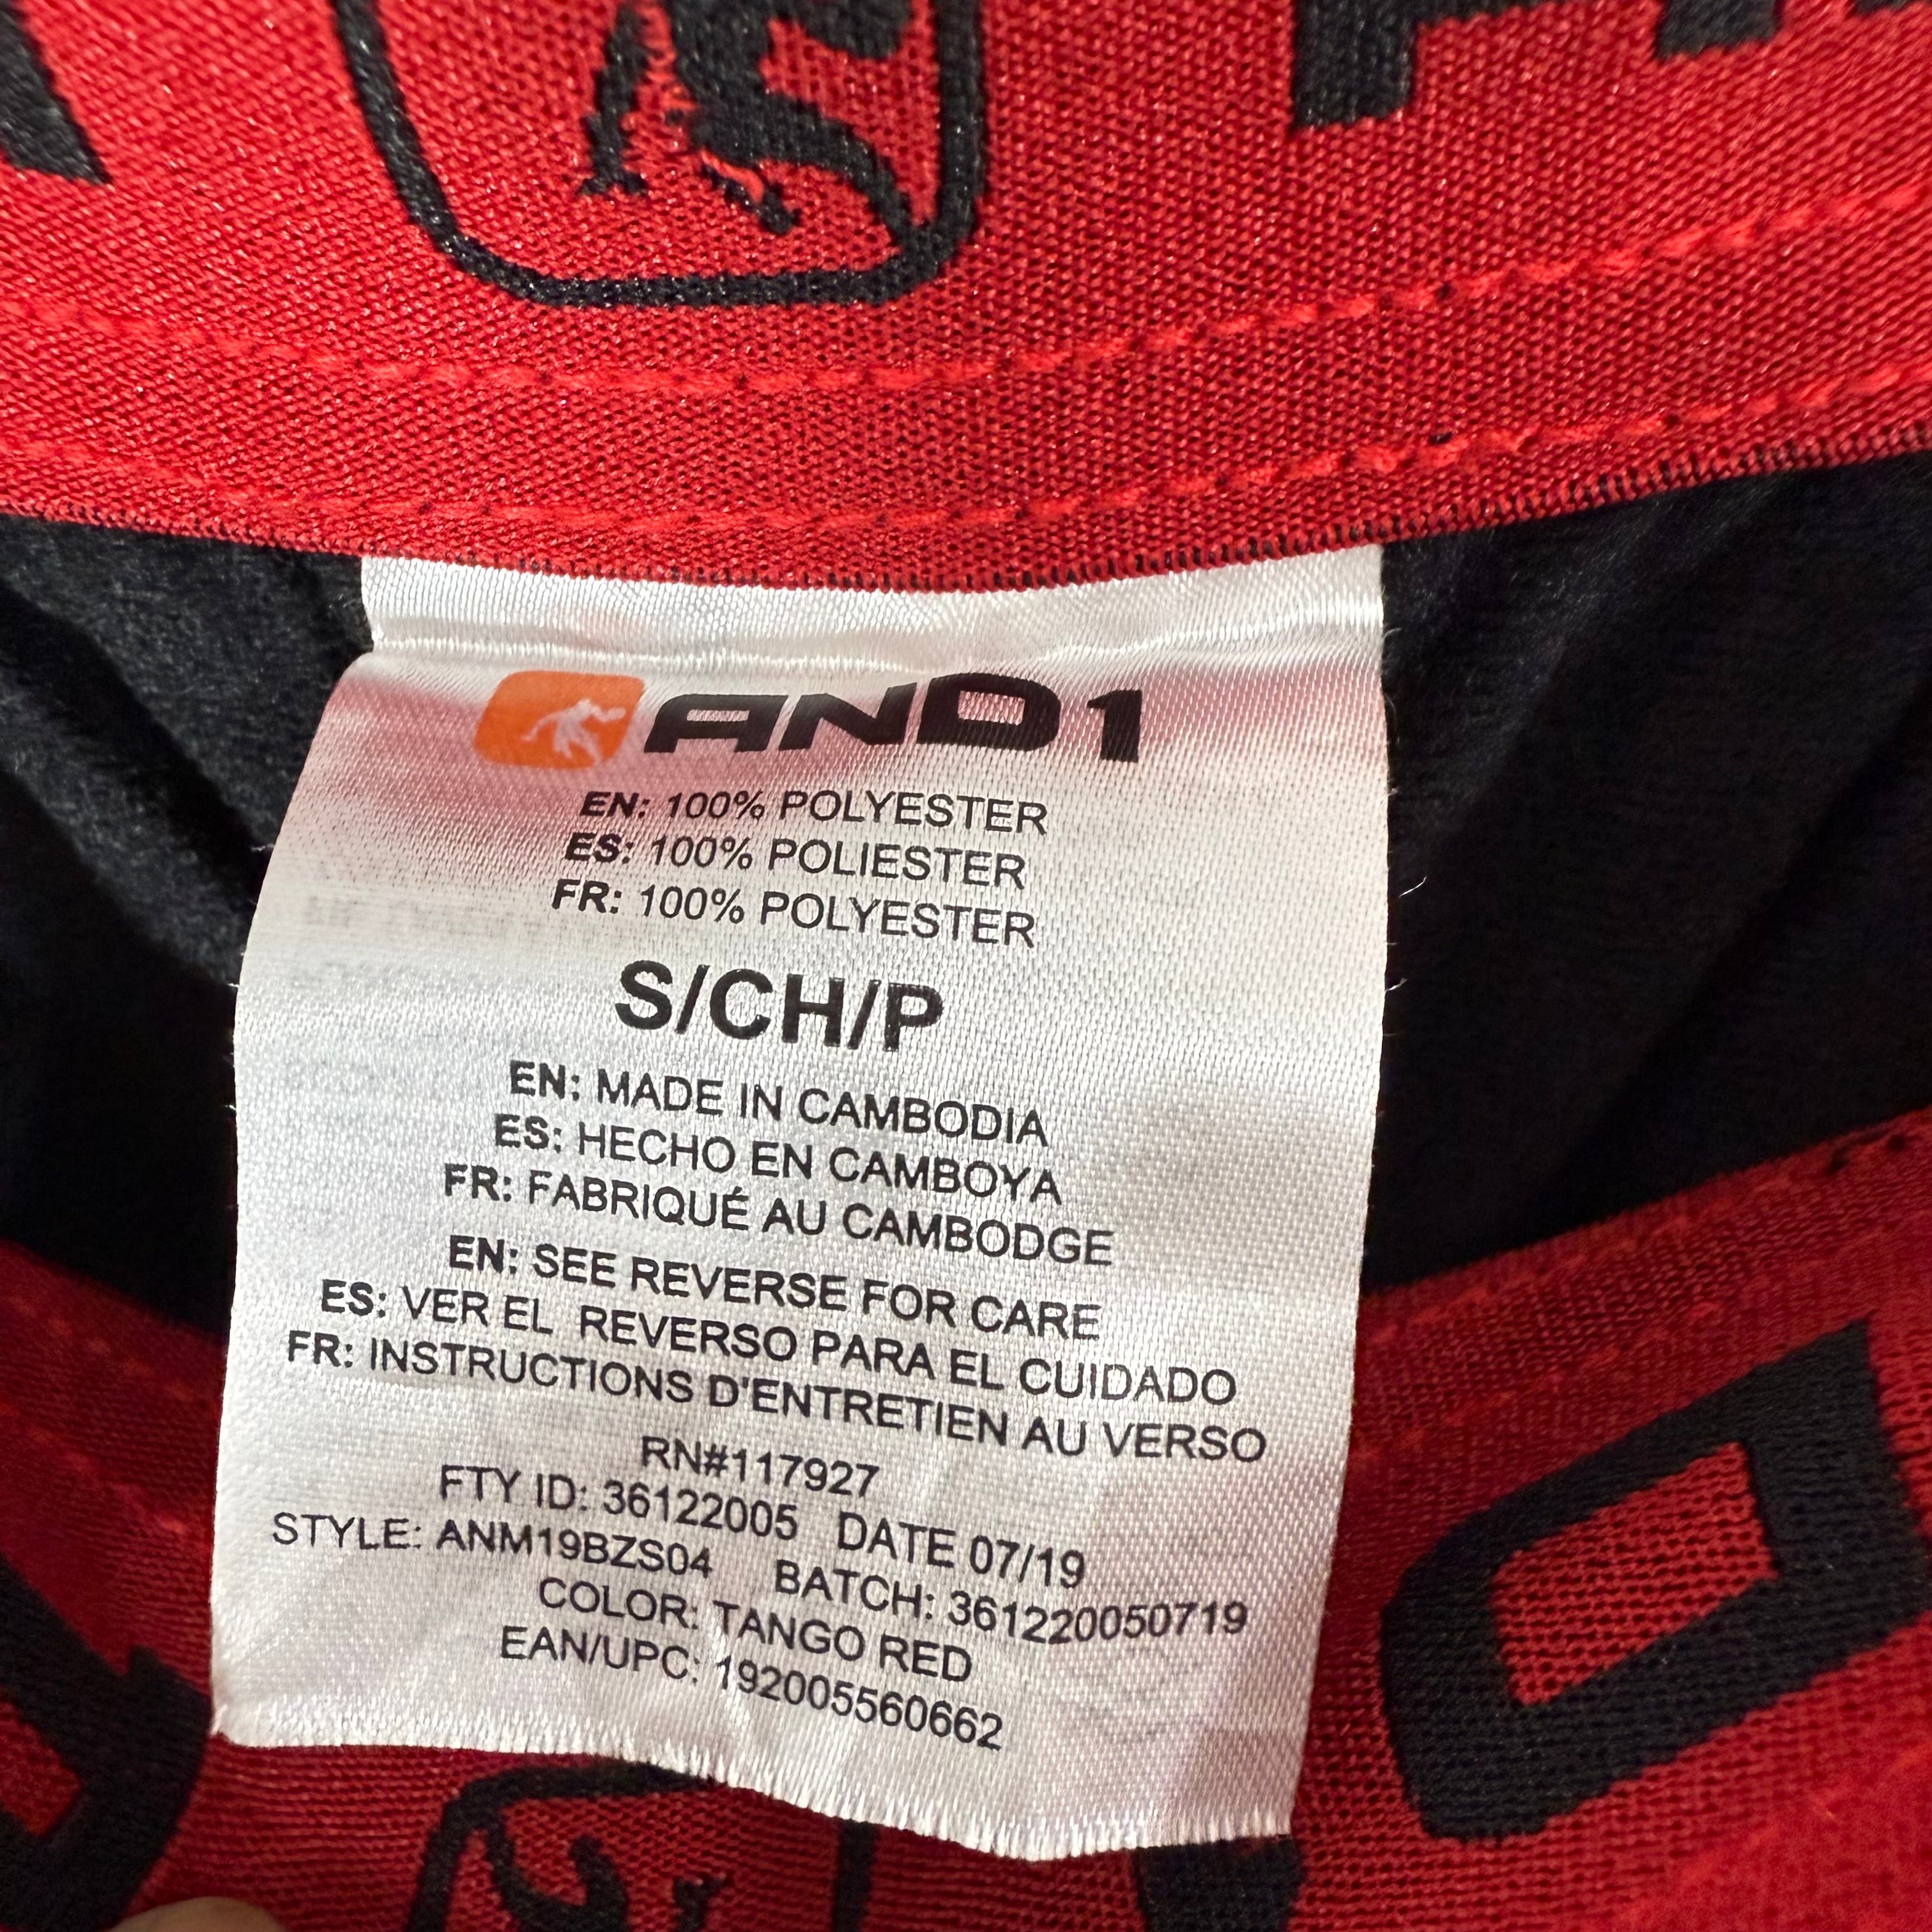 AND1
EN: 100% POLYESTER
ES: 100% POLIESTER
FR: 100% POLYESTER
S/CH/P
EN: MADE IN CAMBODIA
ES: HECHO EN CAMBOYA
FR: FABRIQUÉ AU CAMBODGE
EN: SEE REVERSE FOR CARE
ES: VER EL REVERSO PARA EL CUIDADO
FR: INSTRUCTIONS D'ENTRETIEN AU VERSO
RN#117927
FTY ID: 36122005 DATE 07/19
STYLE: ANM19BZS04 BATCH: 361220050719
COLOR: TANGO RED
EAN/UPC: 192005560662